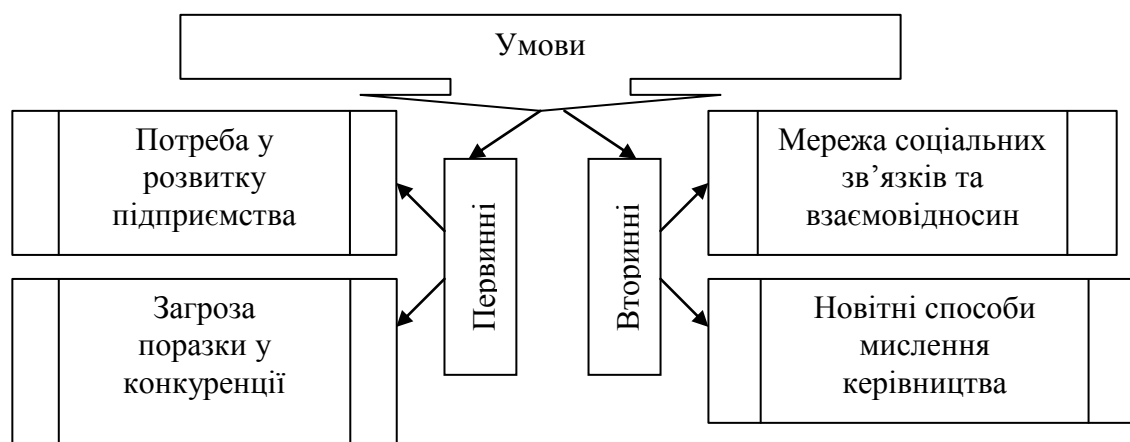 Умови
Потреба у
розвитку
підприємства
Загроза
поразки у
конкуренції
Первинні
Вторинні
Мережа соціальних
зв’язків та
взаємовідносин
Новітні способи
мислення
керівництва